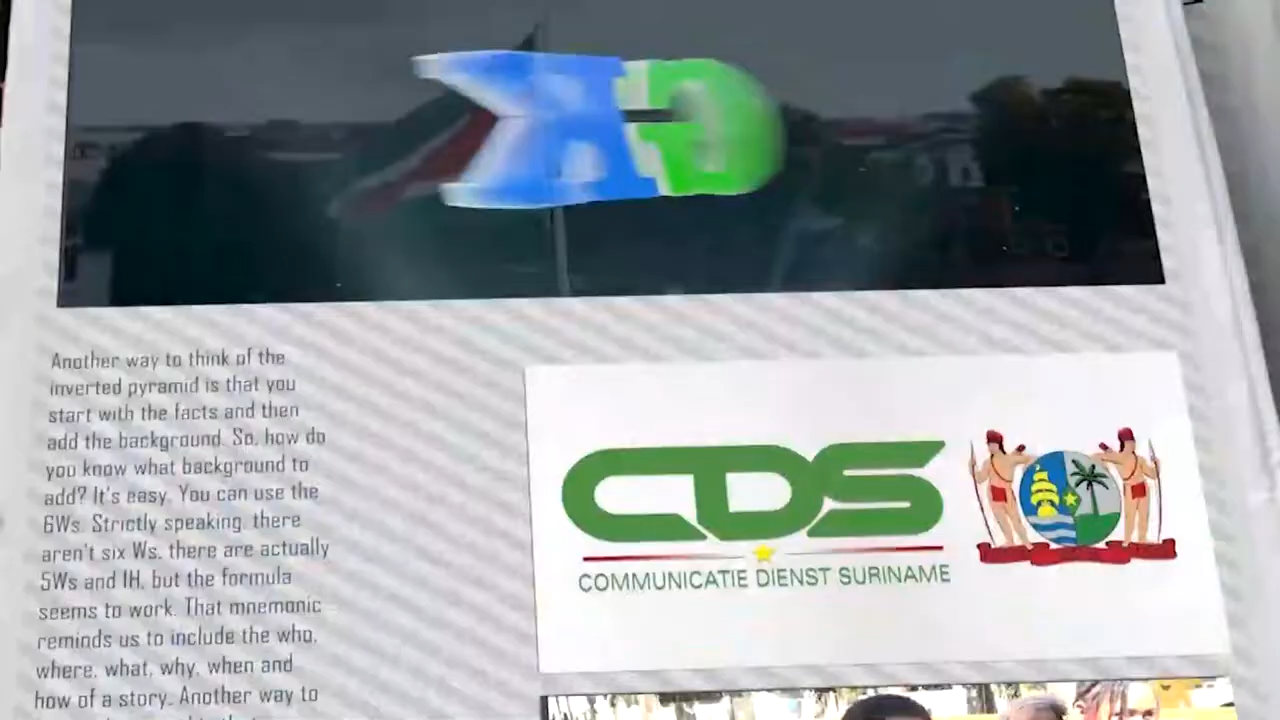 Another way to think of the
inverted pyramid is that you
start with the facts and then
add the background. So, how do
you know what background to
add? It's easy. You can use the
6Ws. Strictly speaking, there
aren't six Ws, there are actually
5Ws and IH, but the formula
seems to work. That mnemonic
reminds us to include the who,
where, what, why, when and
how of a story. Another way to
CDS
COMMUNICATIE DIENST SURINAME